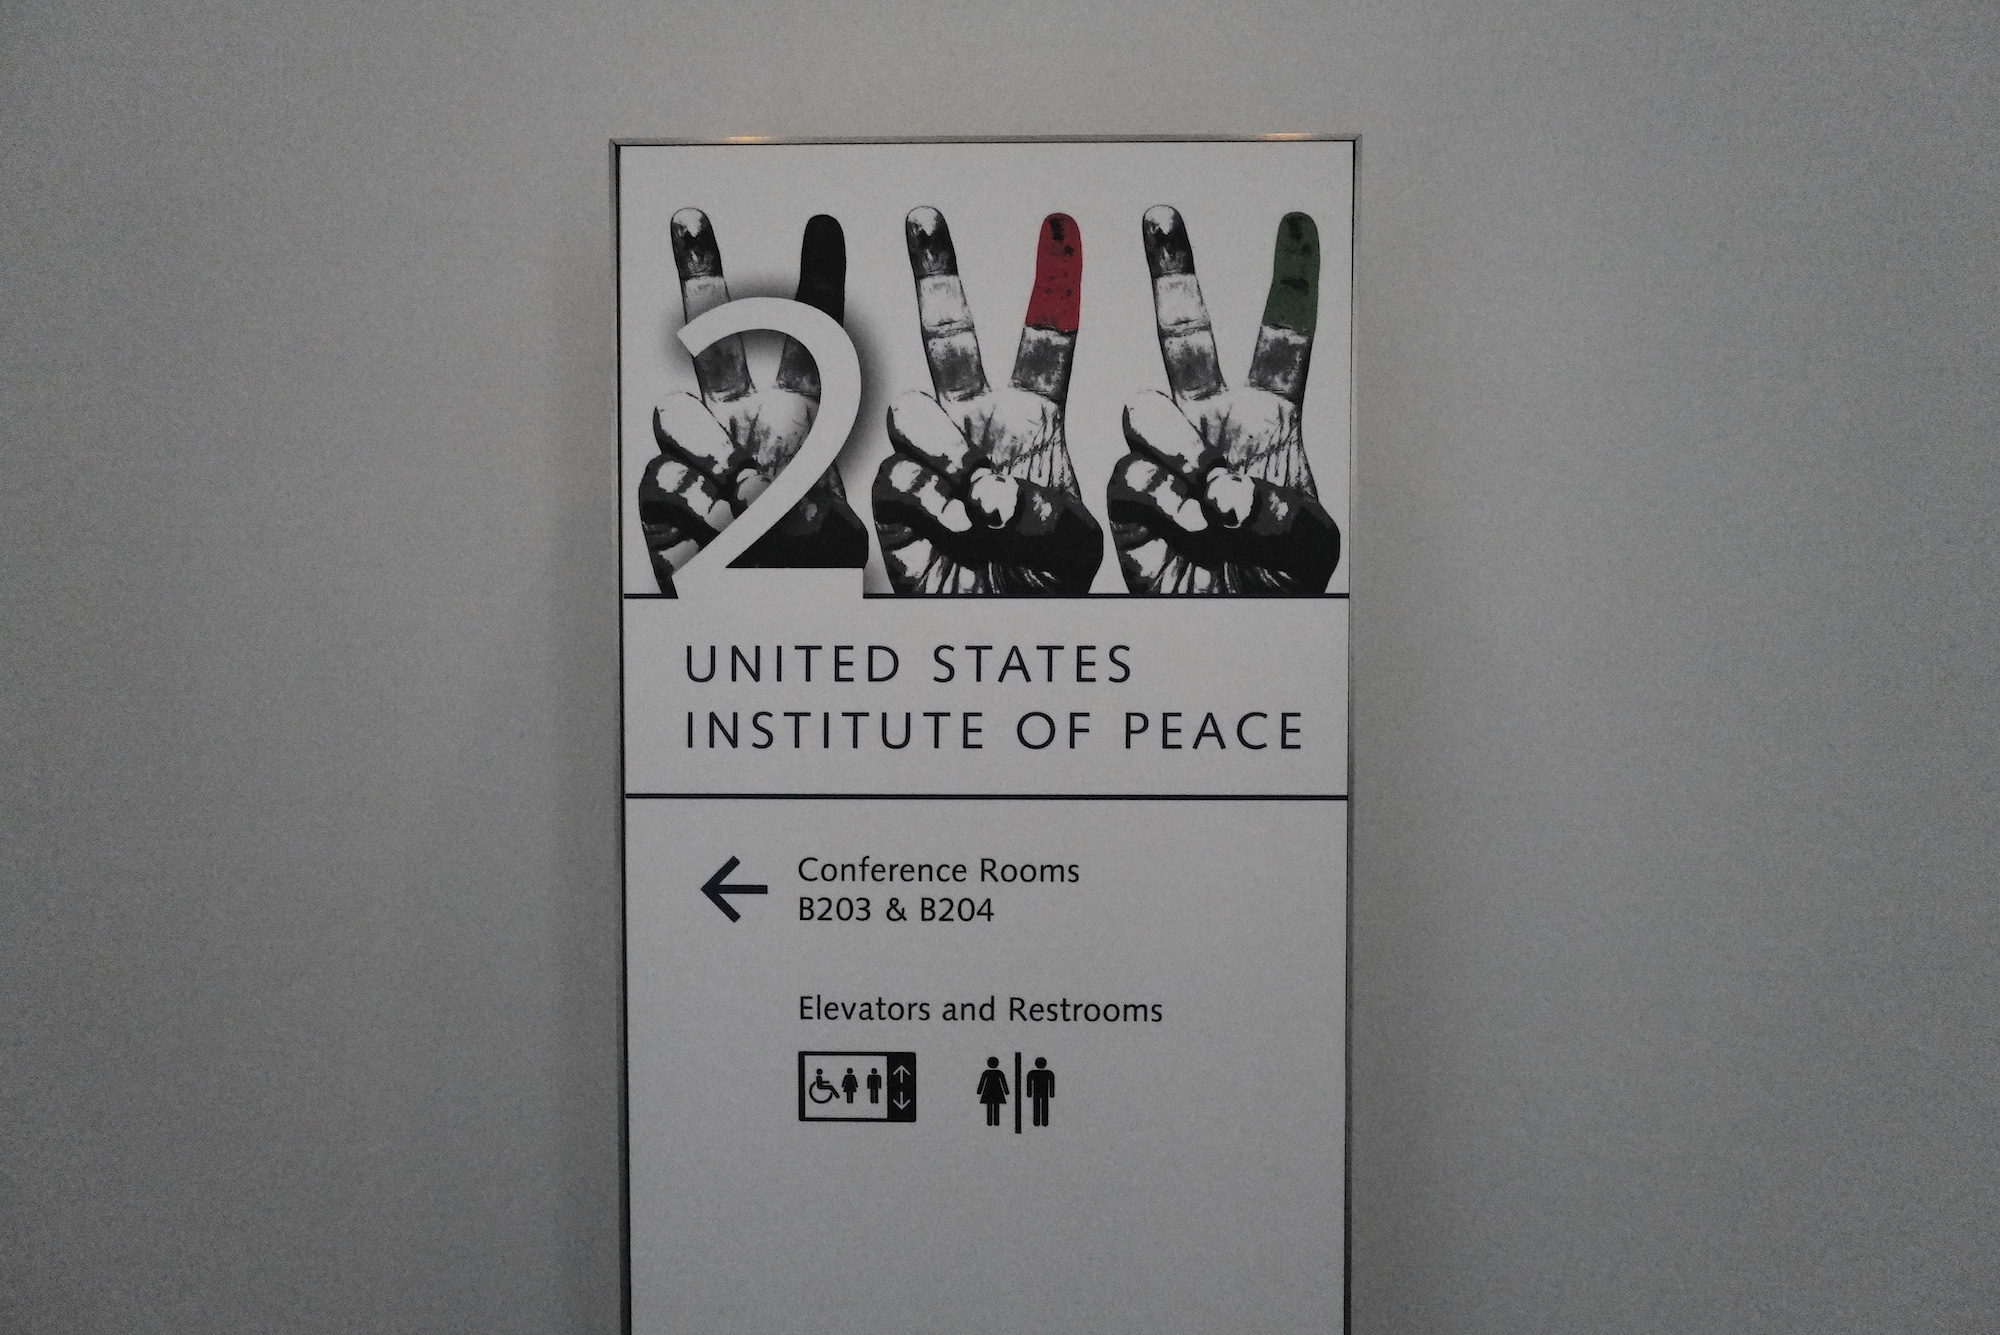 2
UNITED STATES
INSTITUTE OF PEACE
Conference Rooms
B203 & B204
Elevators and Restrooms